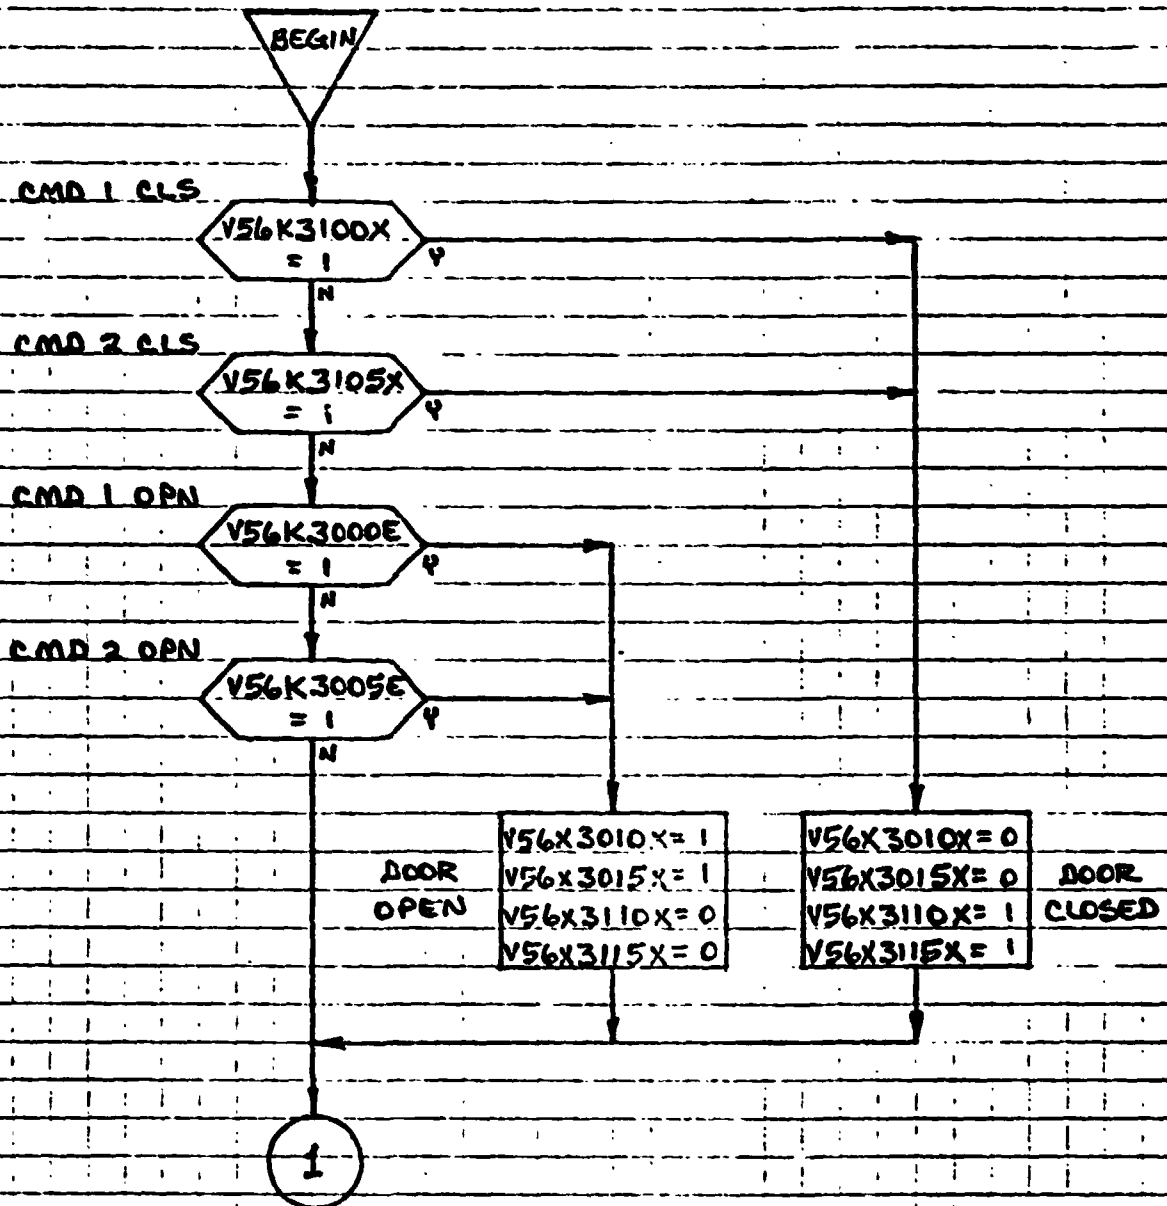 BEGIN
CMD 1 CLS
V56K3100X
= 1
Y
N
CMD 2 CLS
V56K3105X
= 1
Y
N
CMD 1 OPN
V56K3000E
= 1
Y
N
CMD 2 OPN
V56K3005E
= 1
Y
N
DOOR
OPEN
V56X3010X= 1
V56X3015X= 1
V56X3110X= 0
V56X3115X= 0
V56X3010X= 0
V56X3015X= 0
V56X3110X= 1
V56X3115X= 1
DOOR
CLOSED
1